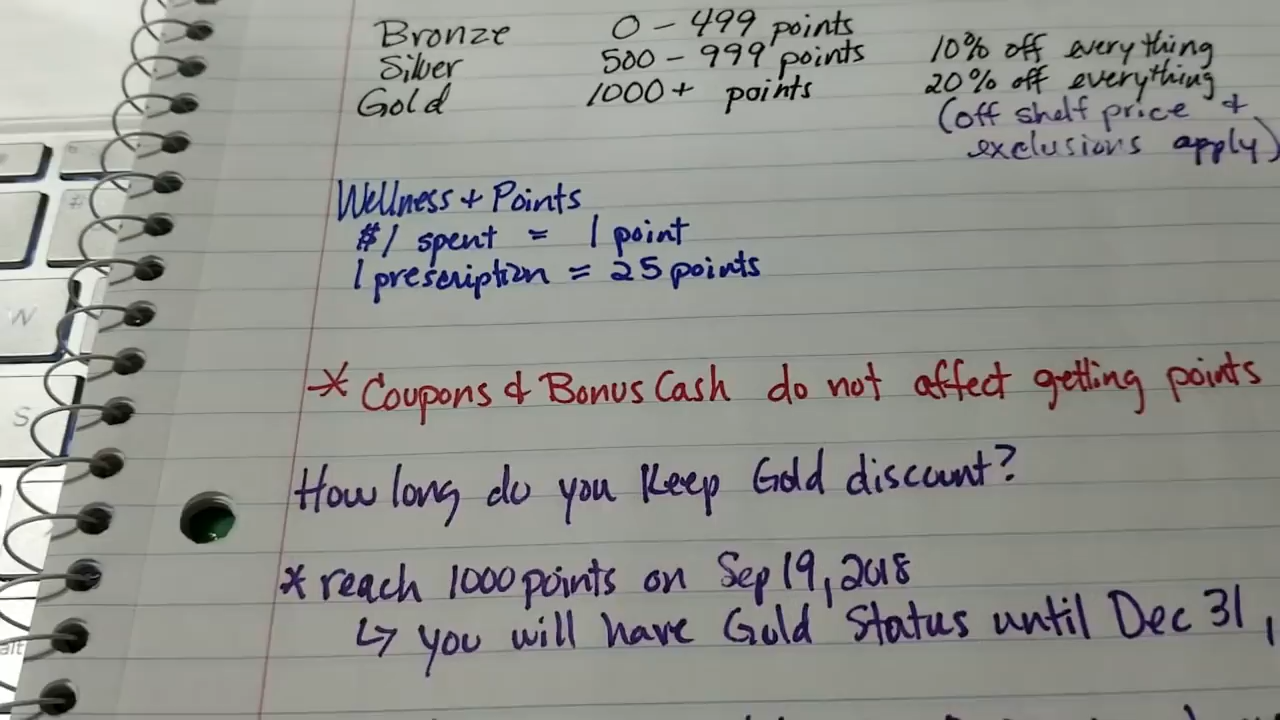 Bronze 0 - 499 points
Silver 500 - 999 points 10% off everything
Gold 1000+ points 20% off everything
(off shelf price &
exclusions apply)
Wellness + Points
$1 spent = 1 point
1 prescription = 25 points
* Coupons & Bonus Cash do not affect getting points
How long do you keep Gold discount?
* reach 1000 points on Sep 19, 2018
↳ you will have Gold Status until Dec 31,
W
S
alt